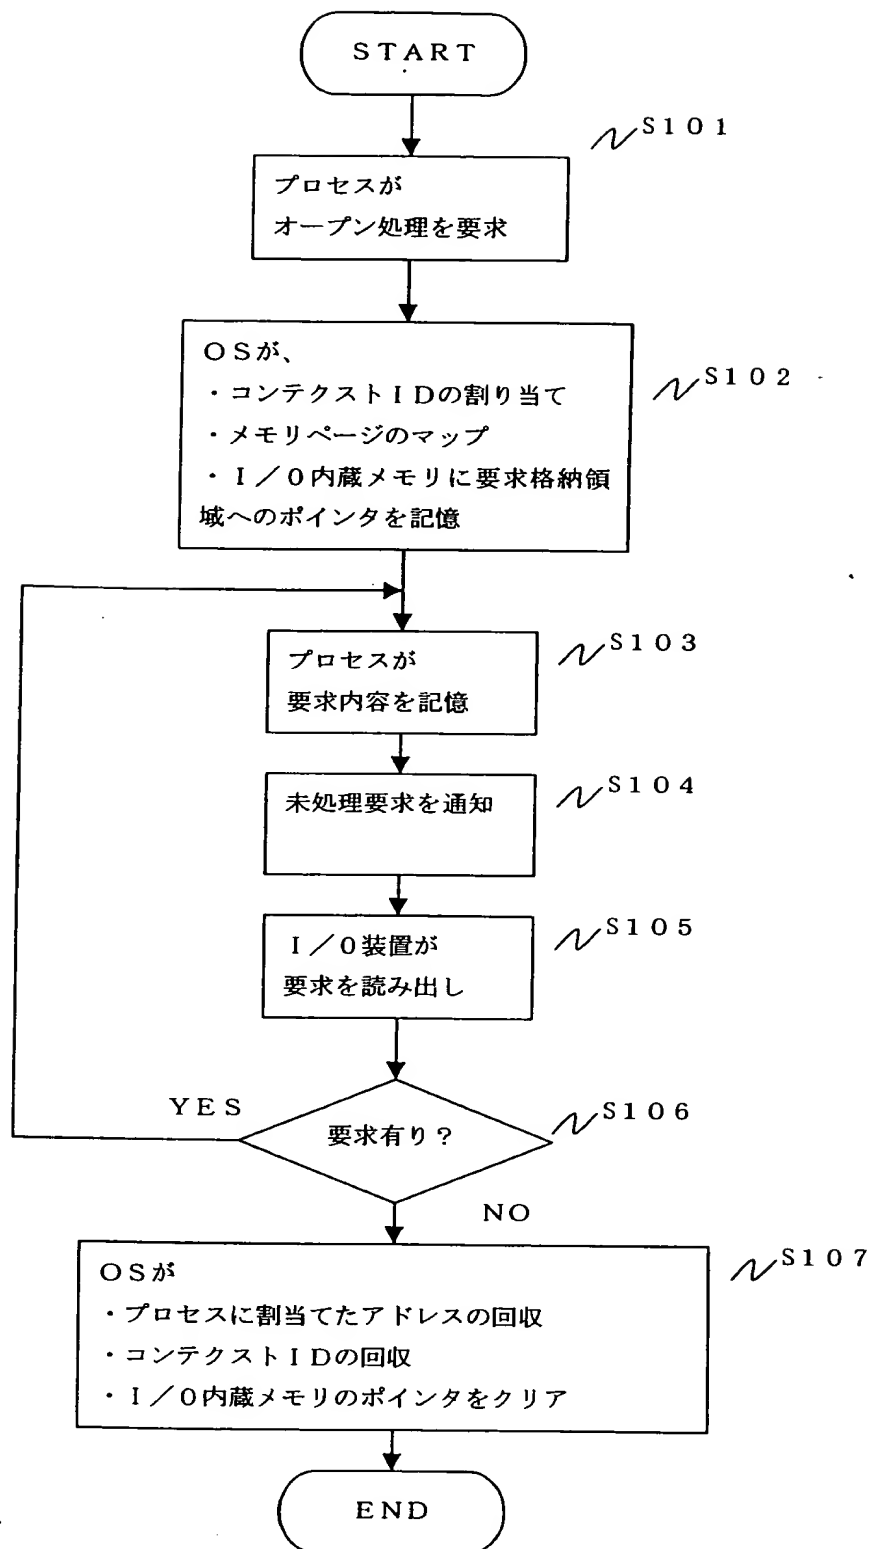 START
S101
プロセスが
オープン処理を要求
S102
OSが、
・コンテクストIDの割り当て
・メモリページのマップ
・I/O内蔵メモリに要求格納領
域へのポインタを記憶
S103
プロセスが
要求内容を記憶
S104
未処理要求を通知
S105
I/O装置が
要求を読み出し
S106
YES
要求有り?
NO
S107
OSが
・プロセスに割当てたアドレスの回収
・コンテクストIDの回収
・I/O内蔵メモリのポインタをクリア
END